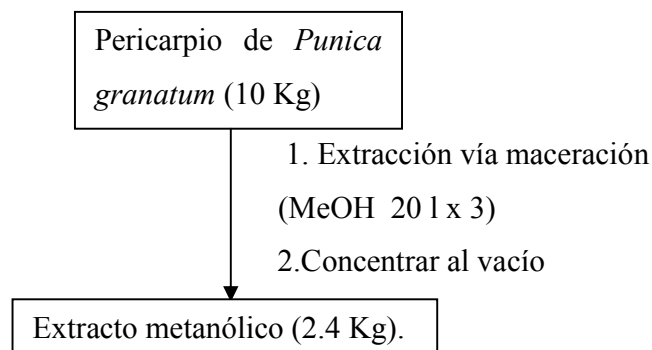 Pericarpio de Punica
granatum (10 Kg)
1. Extracción vía maceración
(MeOH 20 l x 3)
2.Concentrar al vacío
Extracto metanólico (2.4 Kg).